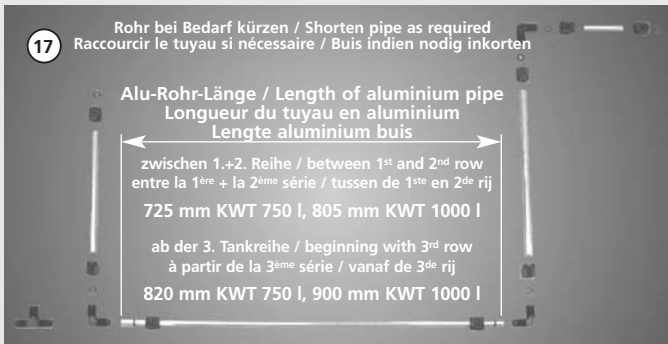 17
Rohr bei Bedarf kürzen / Shorten pipe as required
Raccourcir le tuyau si nécessaire / Buis indien nodig inkorten
Alu-Rohr-Länge / Length of aluminium pipe
Longueur du tuyau en aluminium
Lengte aluminium buis
zwischen 1.+2. Reihe / between 1st and 2nd row
entre la 1ère + la 2ème série / tussen de 1ste en 2de rij
725 mm KWT 750 l, 805 mm KWT 1000 l
ab der 3. Tankreihe / beginning with 3rd row
à partir de la 3ème série / vanaf de 3de rij
820 mm KWT 750 l, 900 mm KWT 1000 l